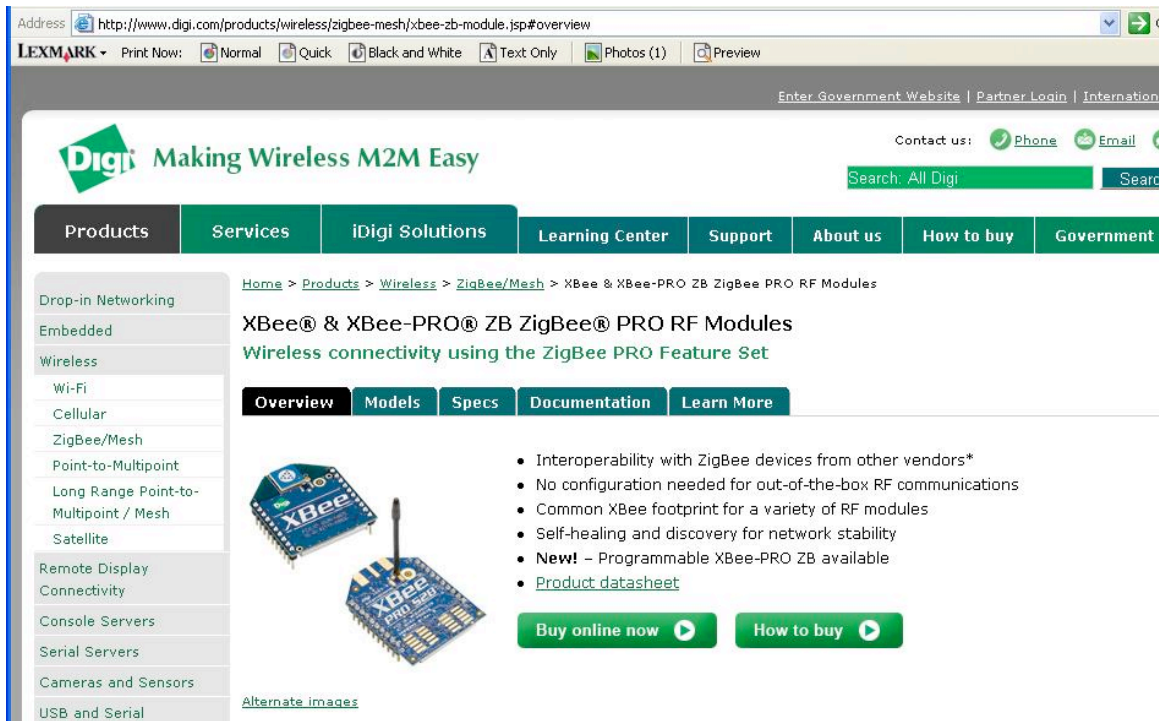 Address http://www.digi.com/products/wireless/zigbee-mesh/xbee-zb-module.jsp#overview
LEXMARK Print Now: Normal Quick Black and White Text Only Photos (1) Preview
Enter Government Website | Partner Login | Internation
Digi Making Wireless M2M Easy
Contact us: Phone Email
Search: All Digi Searc
Products Services iDigi Solutions Learning Center Support About us How to buy Government
Home > Products > Wireless > ZigBee/Mesh > XBee & XBee-PRO ZB ZigBee PRO RF Modules
XBee® & XBee-PRO® ZB ZigBee® PRO RF Modules
Wireless connectivity using the ZigBee PRO Feature Set
Overview Models Specs Documentation Learn More
Drop-in Networking
Embedded
Wireless
Wi-Fi
Cellular
ZigBee/Mesh
Point-to-Multipoint
Long Range Point-to-
Multipoint / Mesh
Satellite
Remote Display
Connectivity
Console Servers
Serial Servers
Cameras and Sensors
USB and Serial
Digi
XBee
XBee
PRO S2B
• Interoperability with ZigBee devices from other vendors*
• No configuration needed for out-of-the-box RF communications
• Common XBee footprint for a variety of RF modules
• Self-healing and discovery for network stability
• New! – Programmable XBee-PRO ZB available
• Product datasheet
Buy online now How to buy
Alternate images